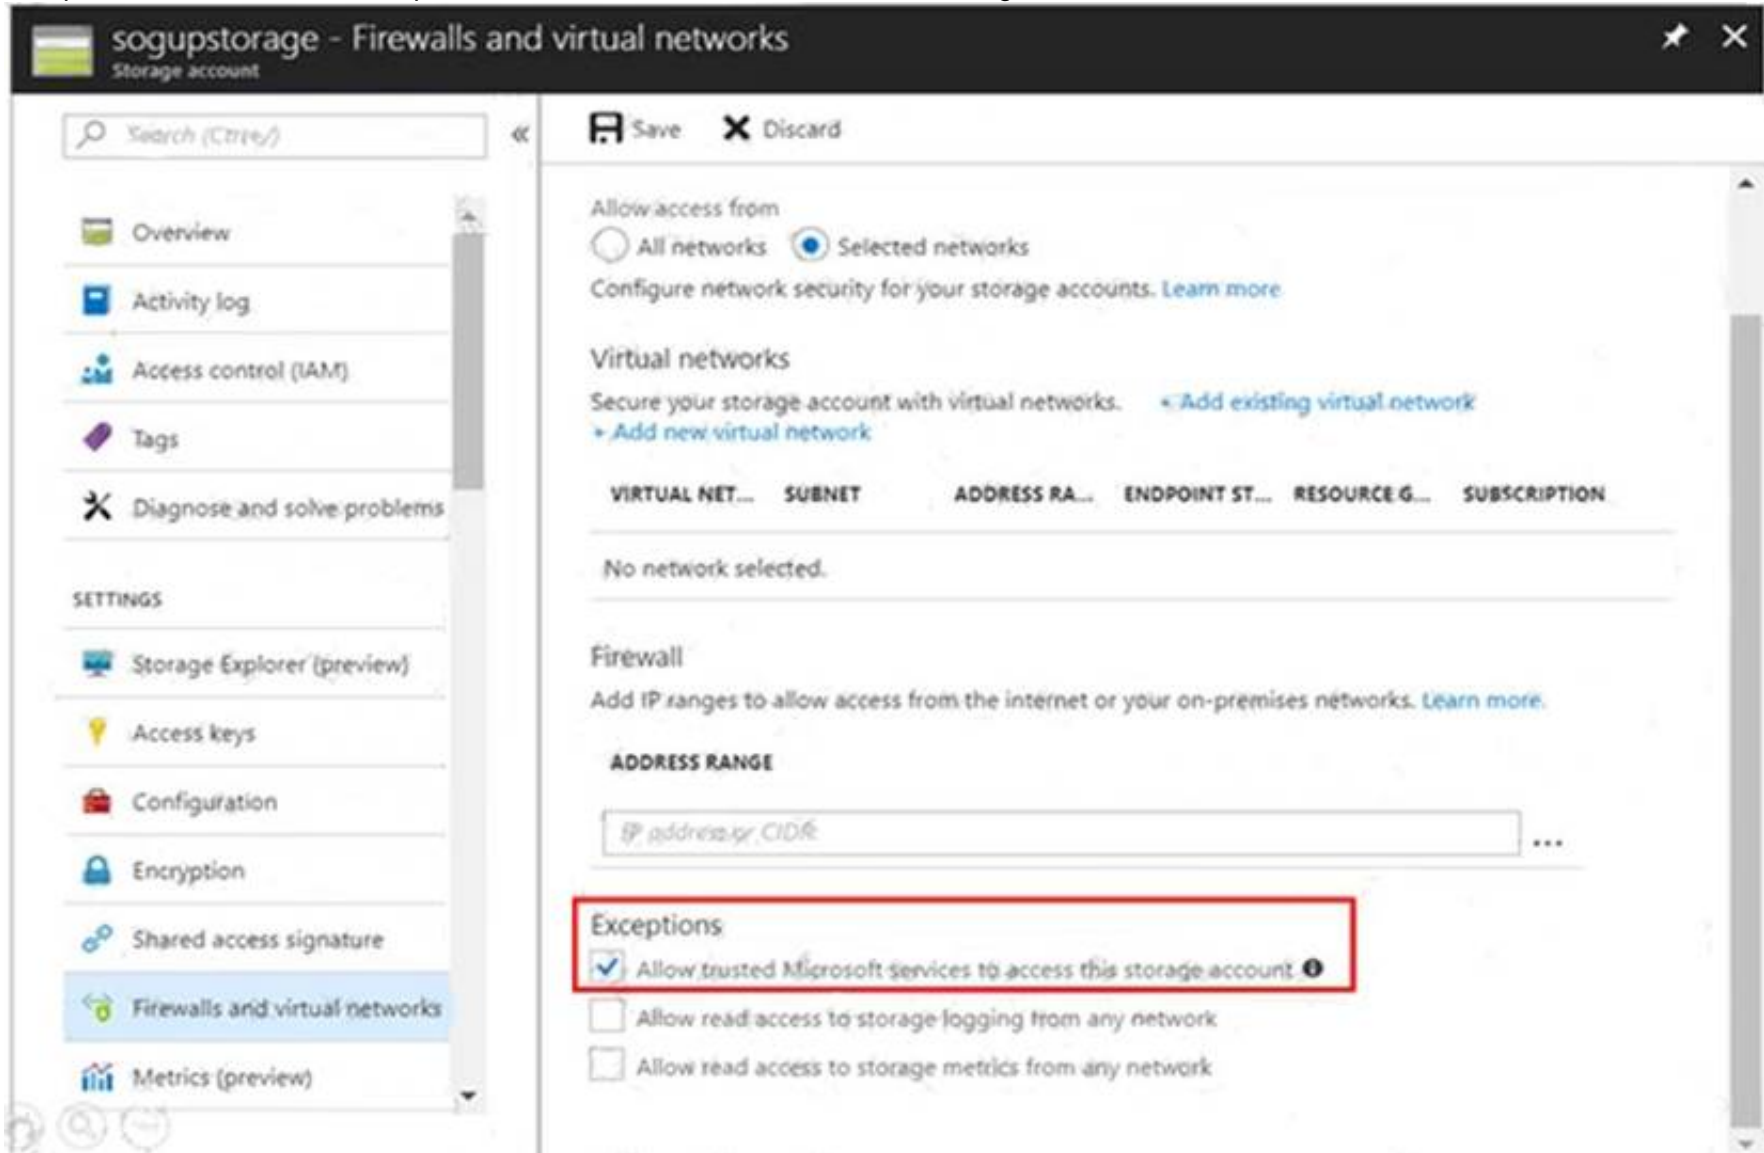 sogupstorage - Firewalls and virtual networks
Storage account
Search (Ctrl+/)
«
Save
Discard
Overview
Activity log
Access control (IAM)
Tags
Diagnose and solve problems
SETTINGS
Storage Explorer (preview)
Access keys
Configuration
Encryption
Shared access signature
Firewalls and virtual networks
Metrics (preview)
Allow access from
All networks Selected networks
Configure network security for your storage accounts. Learn more
Virtual networks
Secure your storage account with virtual networks. + Add existing virtual network
+ Add new virtual network
VIRTUAL NET... SUBNET ADDRESS RA... ENDPOINT ST... RESOURCE G... SUBSCRIPTION
No network selected.
Firewall
Add IP ranges to allow access from the internet or your on-premises networks. Learn more.
ADDRESS RANGE
IP address or CIDR
...
Exceptions
Allow trusted Microsoft services to access this storage account
Allow read access to storage logging from any network
Allow read access to storage metrics from any network